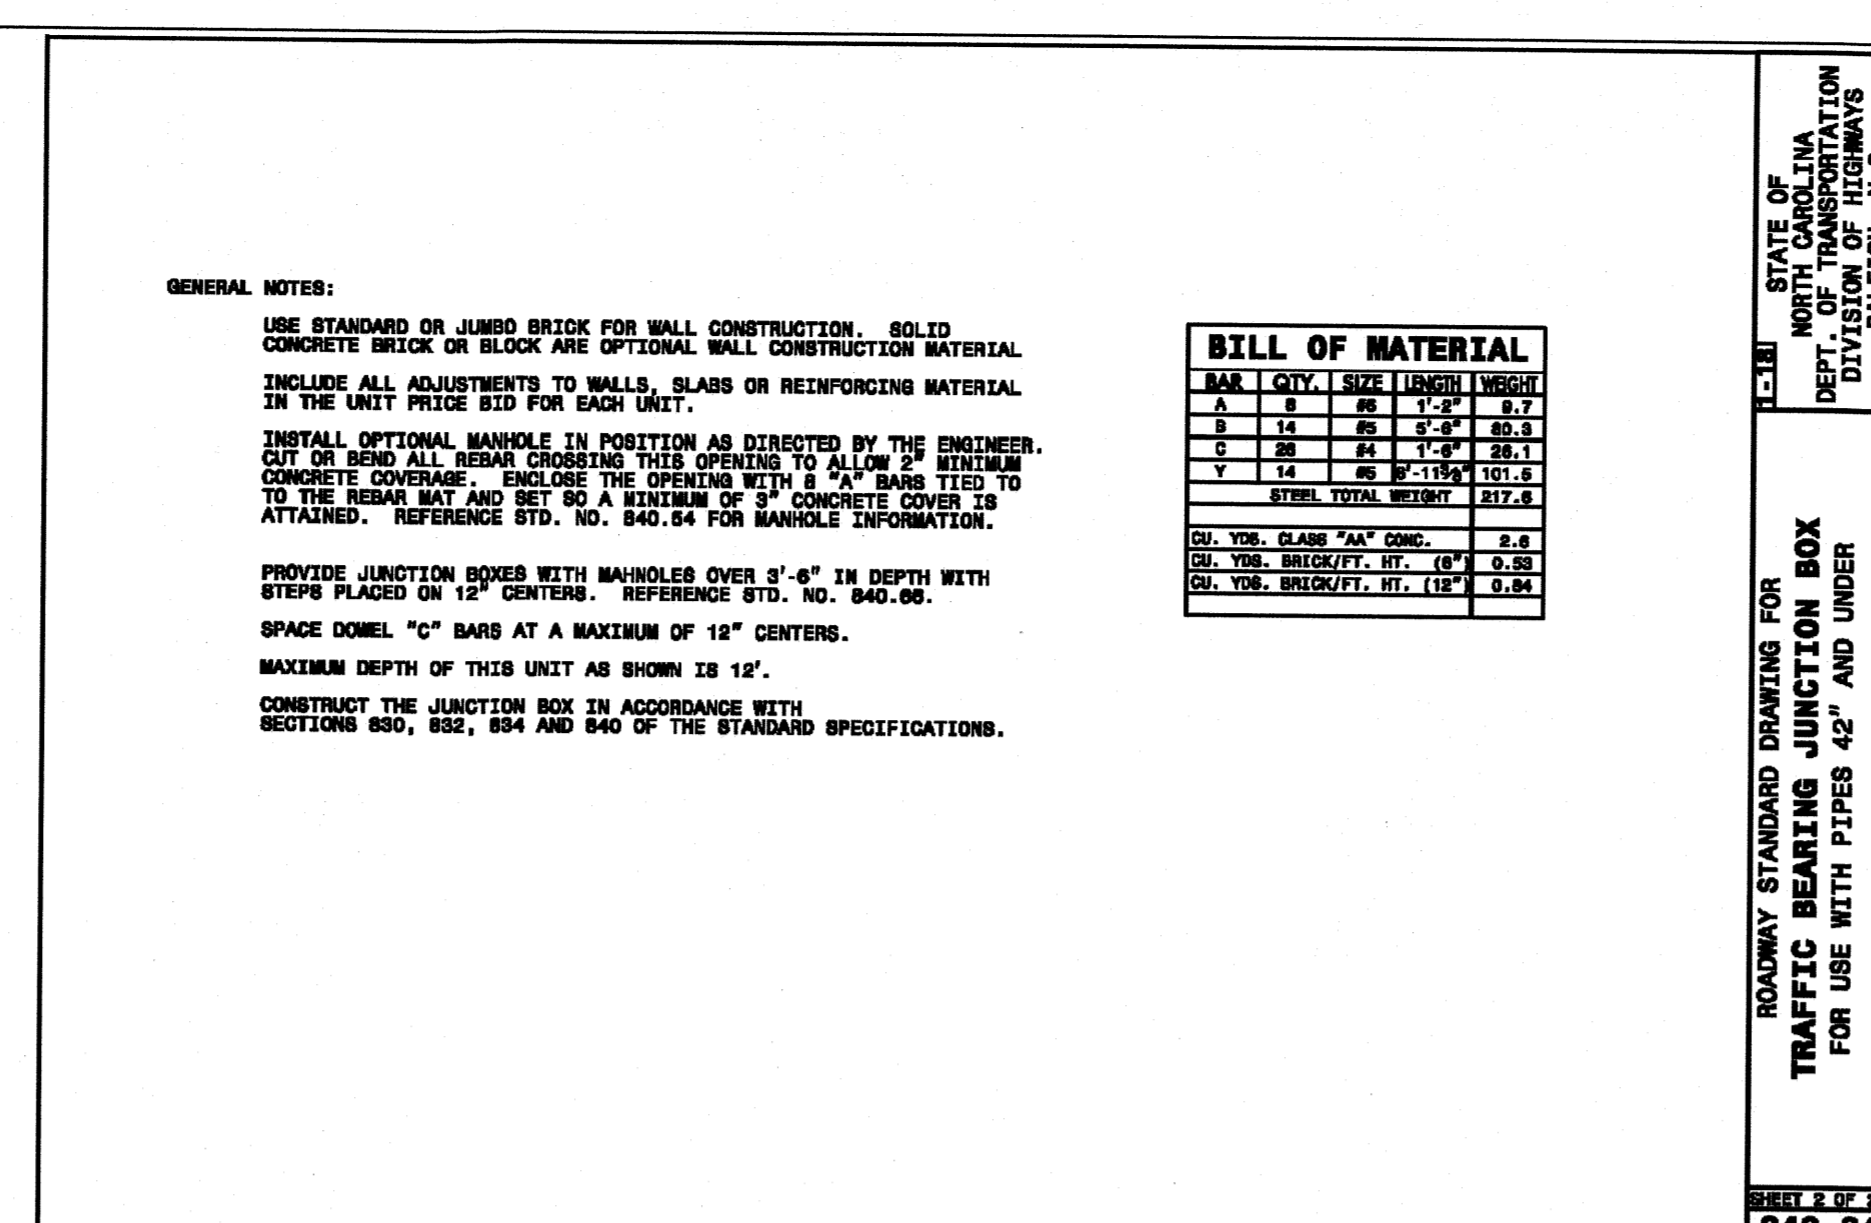 GENERAL NOTES:
USE STANDARD OR JUMBO BRICK FOR WALL CONSTRUCTION. SOLID
CONCRETE BRICK OR BLOCK ARE OPTIONAL WALL CONSTRUCTION MATERIAL
INCLUDE ALL ADJUSTMENTS TO WALLS, SLABS OR REINFORCING MATERIAL
IN THE UNIT PRICE BID FOR EACH UNIT.
INSTALL OPTIONAL MANHOLE IN POSITION AS DIRECTED BY THE ENGINEER.
CUT OR BEND ALL REBAR CROSSING THIS OPENING TO ALLOW 2" MINIMUM
CONCRETE COVERAGE. ENCLOSE THE OPENING WITH 8 "A" BARS TIED TO
TO THE REBAR MAT AND SET SO A MINIMUM OF 3" CONCRETE COVER IS
ATTAINED. REFERENCE STD. NO. 840.54 FOR MANHOLE INFORMATION.
PROVIDE JUNCTION BOXES WITH MAHNOLES OVER 3'-6" IN DEPTH WITH
STEPS PLACED ON 12" CENTERS. REFERENCE STD. NO. 840.66.
SPACE DOWEL "C" BARS AT A MAXIMUM OF 12" CENTERS.
MAXIMUM DEPTH OF THIS UNIT AS SHOWN IS 12'.
CONSTRUCT THE JUNCTION BOX IN ACCORDANCE WITH
SECTIONS 830, 832, 834 AND 840 OF THE STANDARD SPECIFICATIONS.
BILL OF MATERIAL
BAR QTY. SIZE LENGTH WEIGHT
A 8 #5 1'-2" 9.7
B 14 #5 5'-6" 80.3
C 26 #4 1'-6" 26.1
Y 14 #5 101.5
STEEL TOTAL WEIGHT 217.6
CU. YDS. CLASS "AA" CONC. 2.6
CU. YDS. BRICK/FT. HT. (8") 0.53
CU. YDS. BRICK/FT. HT. (12") 0.84
1-18
STATE OF
NORTH CAROLINA
DEPT. OF TRANSPORTATION
DIVISION OF HIGHWAYS
ROADWAY STANDARD DRAWING FOR
TRAFFIC BEARING JUNCTION BOX
FOR USE WITH PIPES 42" AND UNDER
SHEET 2 OF